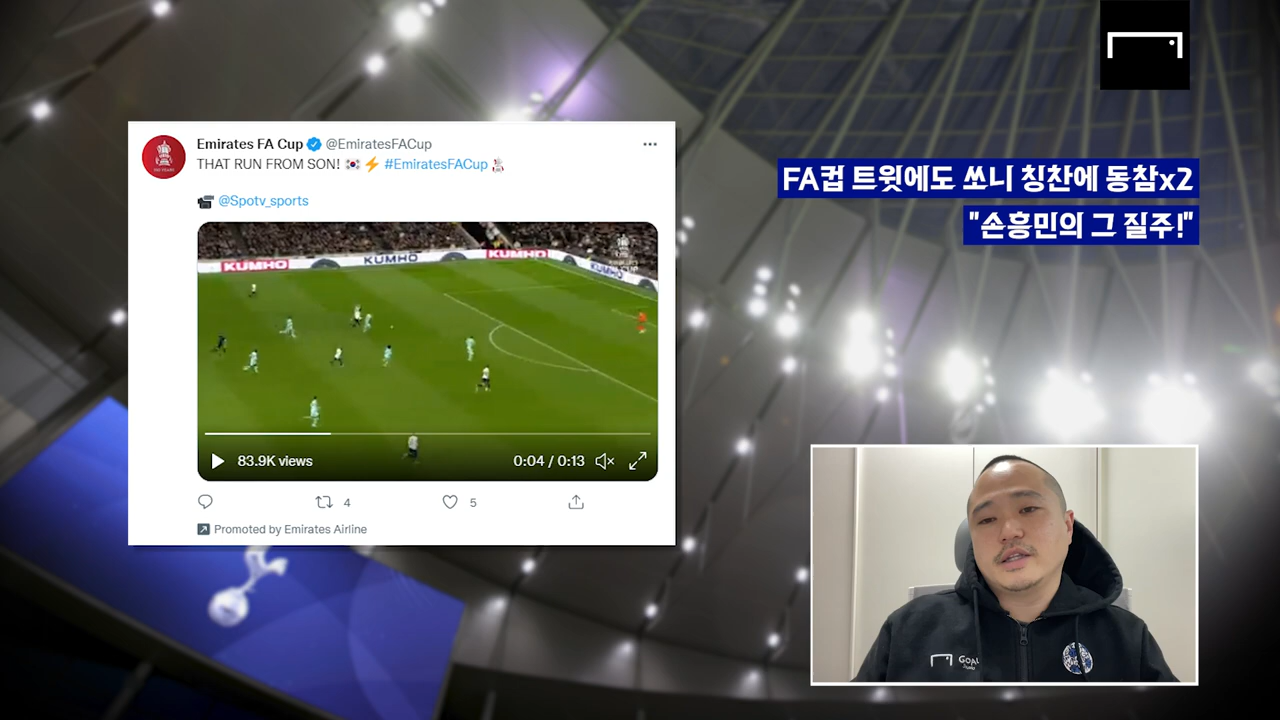 Emirates FA Cup @EmiratesFACup
THAT RUN FROM SON! 🇰🇷 ⚡ #EmiratesFACup
@Spotv_sports
KUMHO KUMHO KUMHO KUMHO
83.9K views 0:04 / 0:13
4 5
Promoted by Emirates Airline
FA컵 트윗에도 쏘니 칭찬에 동참x2
"손흥민의 그 질주!"
GOAL